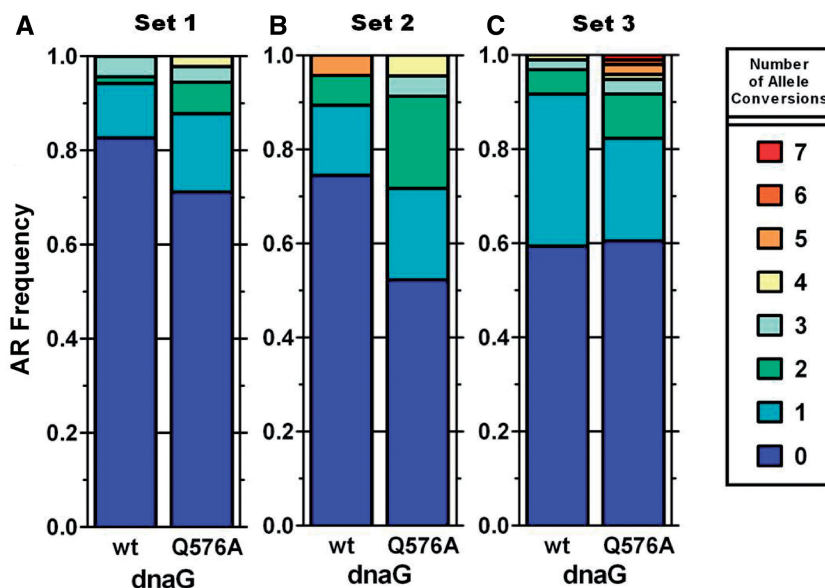 A Set 1
B Set 2
C Set 3
AR Frequency
1.0
0.8
0.6
0.4
0.2
0.0
wt Q576A
dnaG
1.0
0.8
0.6
0.4
0.2
0.0
wt Q576A
dnaG
1.0
0.8
0.6
0.4
0.2
0.0
wt Q576A
dnaG
Number
of Allele
Conversions
7
6
5
4
3
2
1
0